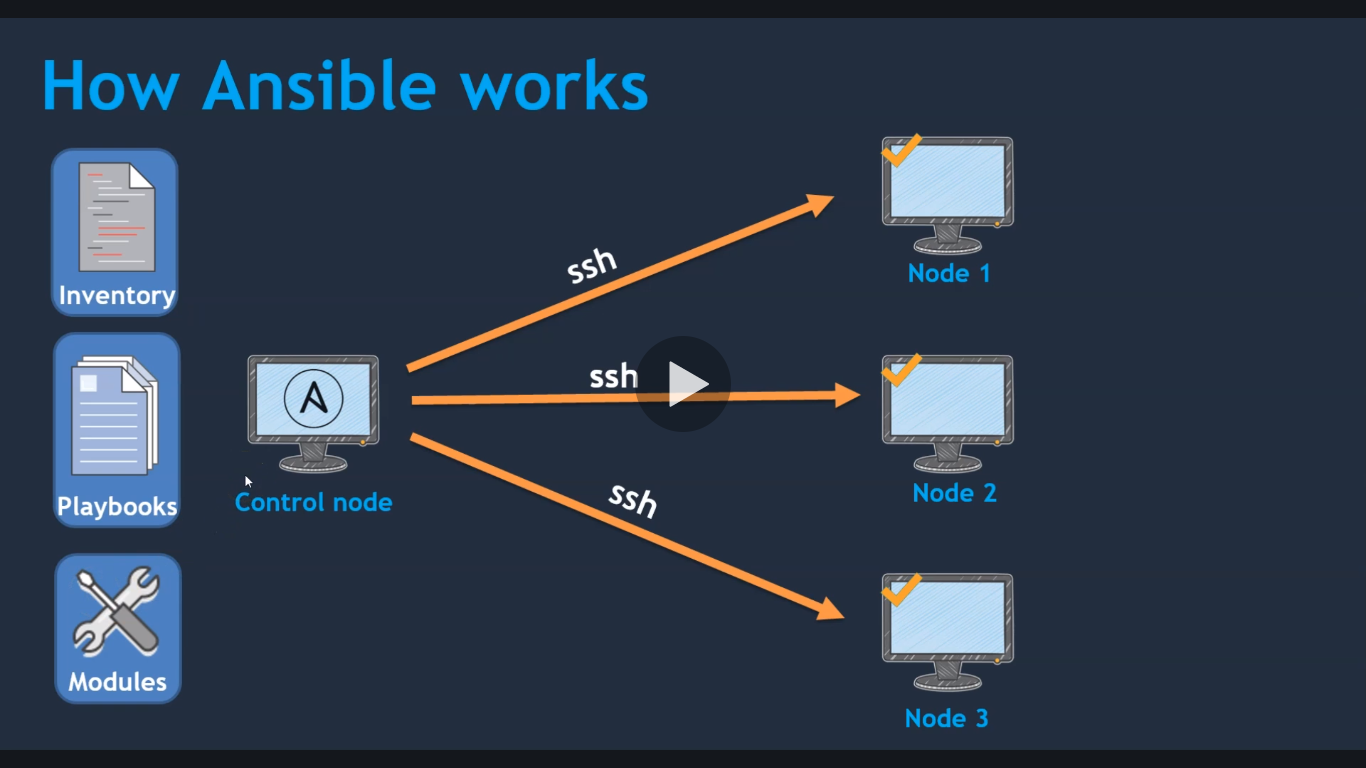 How Ansible works
Inventory
Playbooks
Modules
Control node
ssh
ssh
ssh
Node 1
Node 2
Node 3